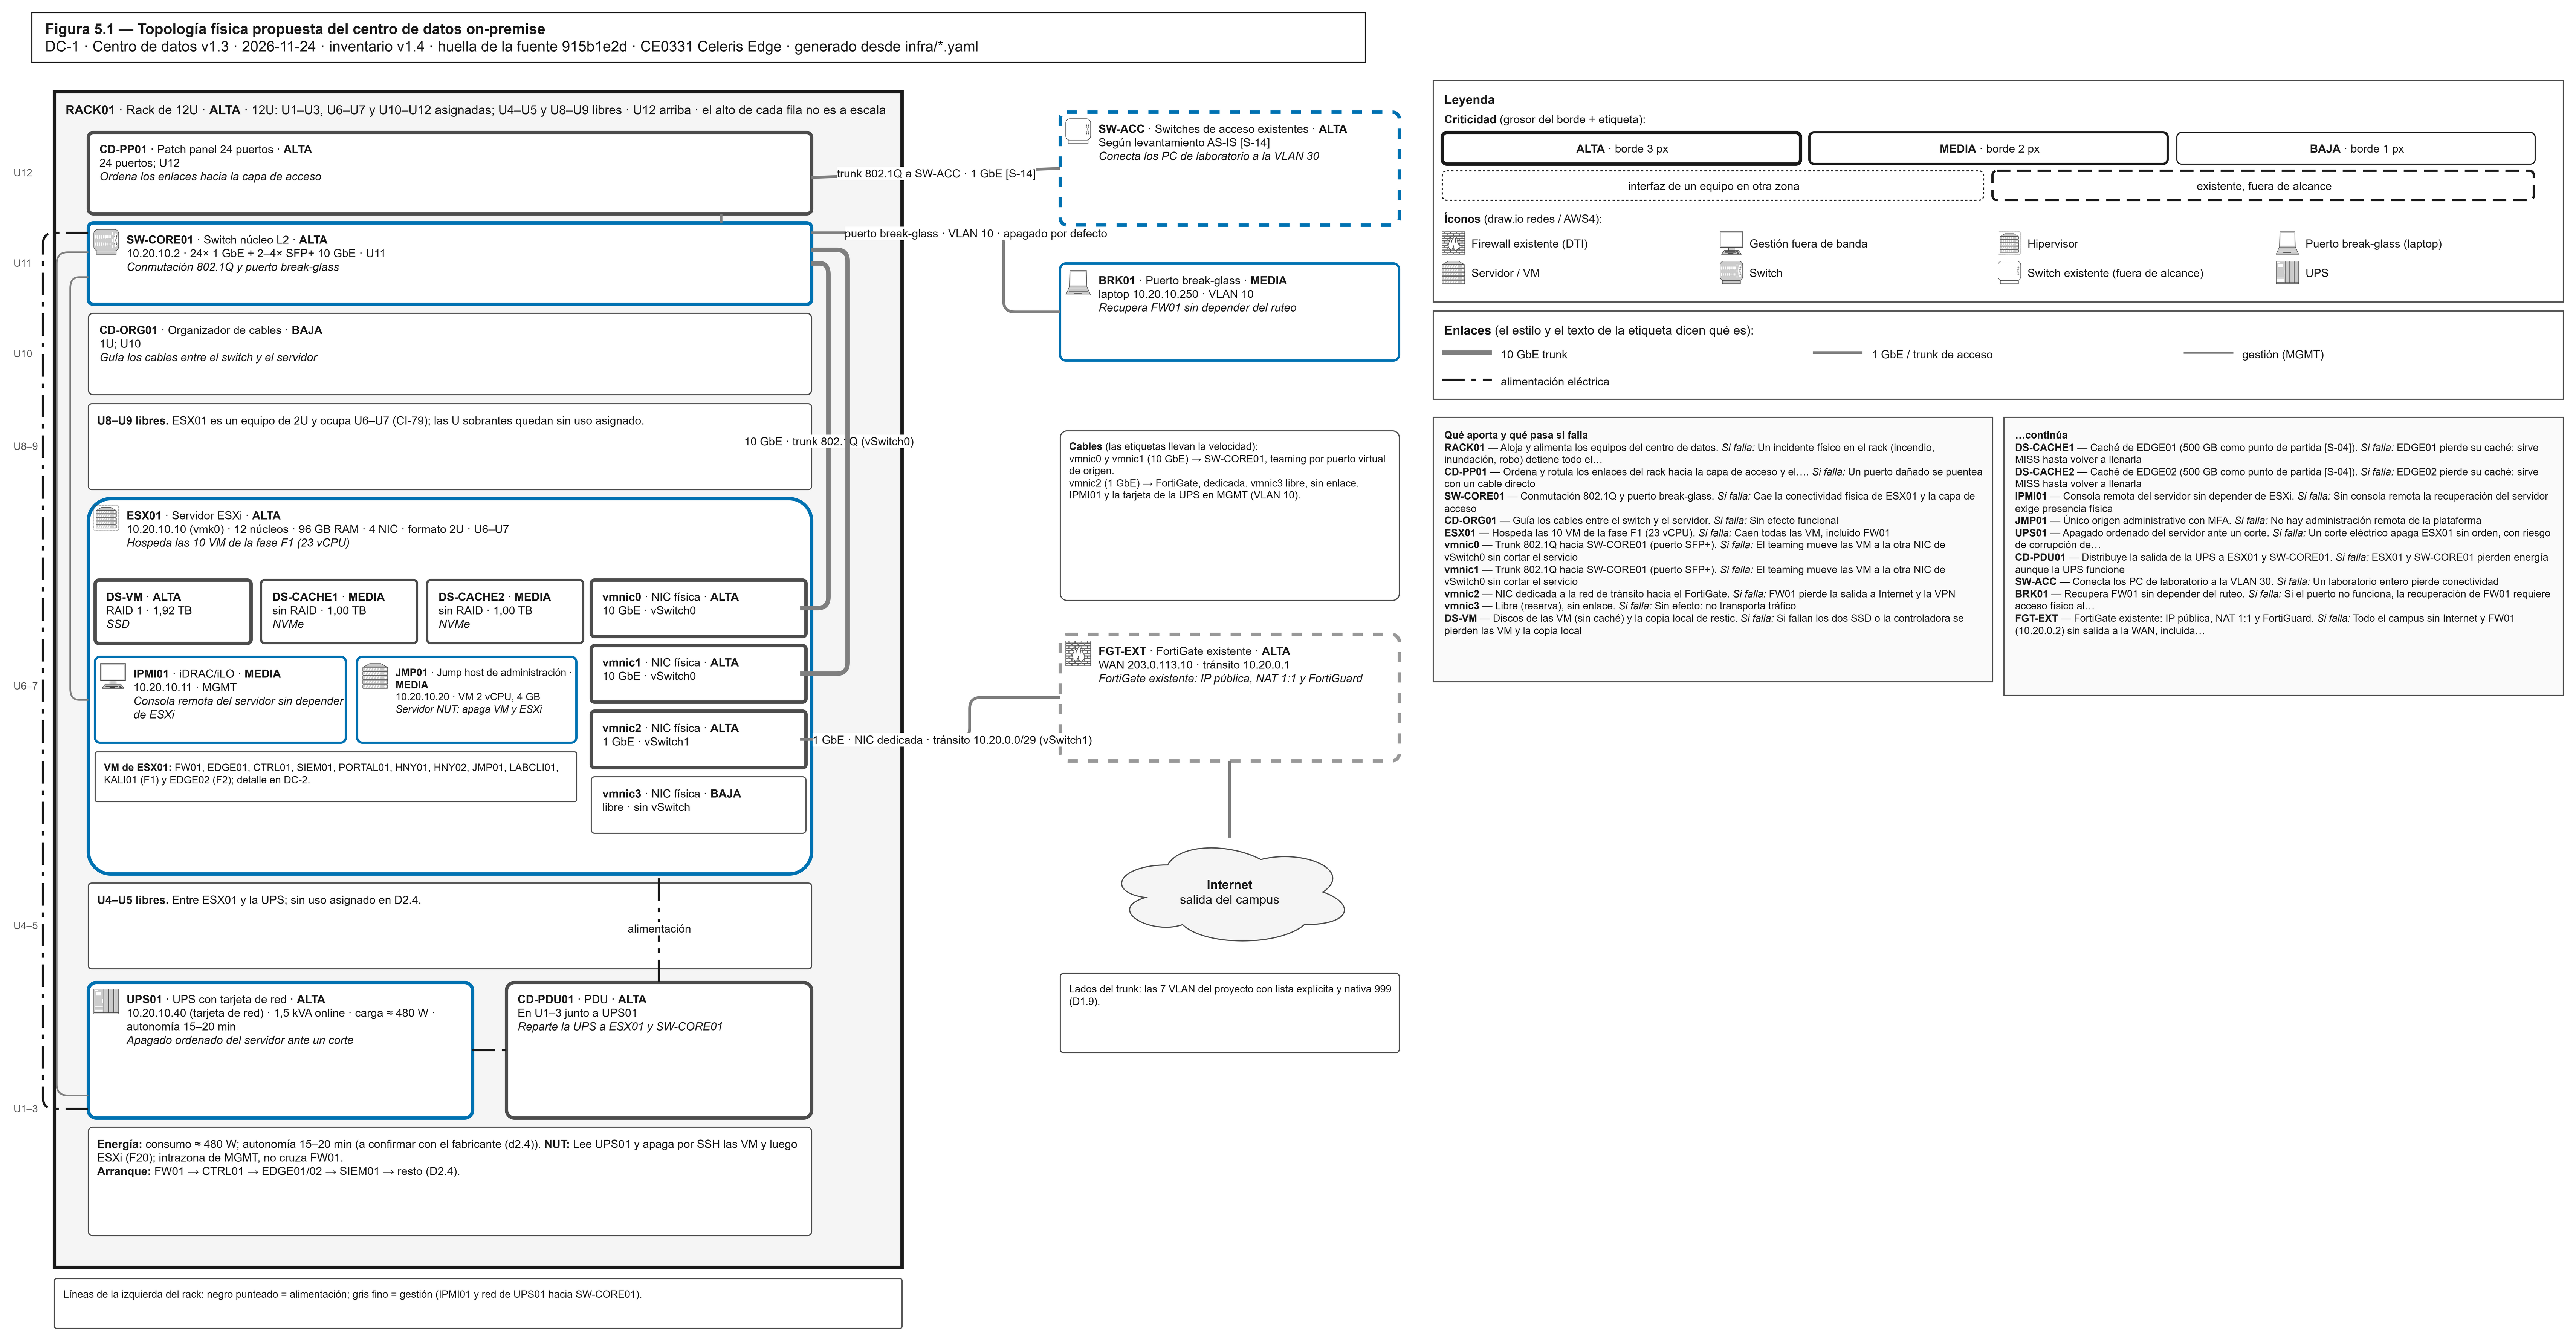 Figura 5.1 — Topología física propuesta del centro de datos on-premise
DC-1 · Centro de datos v1.3 · 2026-11-24 · inventario v1.4 · huella de la fuente 915b1e2d · CE0331 Celeris Edge · generado desde infra/*.yaml
RACK01 · Rack de 12U · ALTA · 12U: U1–U3, U6–U7 y U10–U12 asignadas; U4–U5 y U8–U9 libres · U12 arriba · el alto de cada fila no es a escala
U12
CD-PP01 · Patch panel 24 puertos · ALTA
24 puertos; U12
Ordena los enlaces hacia la capa de acceso
trunk 802.1Q a SW-ACC · 1 GbE [S-14]
U11
SW-CORE01 · Switch núcleo L2 · ALTA
10.20.10.2 · 24× 1 GbE + 2–4× SFP+ 10 GbE · U11
Conmutación 802.1Q y puerto break-glass
puerto break-glass · VLAN 10 · apagado por defecto
U10
CD-ORG01 · Organizador de cables · BAJA
1U; U10
Guía los cables entre el switch y el servidor
U8–9
U8–U9 libres. ESX01 es un equipo de 2U y ocupa U6–U7 (CI-79); las U sobrantes quedan sin uso asignado.
10 GbE · trunk 802.1Q (vSwitch0)
U6–7
ESX01 · Servidor ESXi · ALTA
10.20.10.10 (vmk0) · 12 núcleos · 96 GB RAM · 4 NIC · formato 2U · U6–U7
Hospeda las 10 VM de la fase F1 (23 vCPU)
DS-VM · ALTA
RAID 1 · 1,92 TB
SSD
DS-CACHE1 · MEDIA
sin RAID · 1,00 TB
NVMe
DS-CACHE2 · MEDIA
sin RAID · 1,00 TB
NVMe
vmnic0 · NIC física · ALTA
10 GbE · vSwitch0
vmnic1 · NIC física · ALTA
10 GbE · vSwitch0
vmnic2 · NIC física · ALTA
1 GbE · vSwitch1
vmnic3 · NIC física · BAJA
libre · sin vSwitch
IPMI01 · iDRAC/iLO · MEDIA
10.20.10.11 · MGMT
Consola remota del servidor sin depender
de ESXi
JMP01 · Jump host de administración ·
MEDIA
10.20.10.20 · VM 2 vCPU, 4 GB
Servidor NUT: apaga VM y ESXi
VM de ESX01: FW01, EDGE01, CTRL01, SIEM01, PORTAL01, HNY01, HNY02, JMP01, LABCLI01,
KALI01 (F1) y EDGE02 (F2); detalle en DC-2.
1 GbE · NIC dedicada · tránsito 10.20.0.0/29 (vSwitch1)
U4–5
U4–U5 libres. Entre ESX01 y la UPS; sin uso asignado en D2.4.
alimentación
U1–3
UPS01 · UPS con tarjeta de red · ALTA
10.20.10.40 (tarjeta de red) · 1,5 kVA online · carga ≈ 480 W ·
autonomía 15–20 min
Apagado ordenado del servidor ante un corte
CD-PDU01 · PDU · ALTA
En U1–3 junto a UPS01
Reparte la UPS a ESX01 y SW-CORE01
Energía: consumo ≈ 480 W; autonomía 15–20 min (a confirmar con el fabricante (d2.4)). NUT: Lee UPS01 y apaga por SSH las VM y luego
ESXi (F20); intrazona de MGMT, no cruza FW01.
Arranque: FW01 → CTRL01 → EDGE01/02 → SIEM01 → resto (D2.4).
Líneas de la izquierda del rack: negro punteado = alimentación; gris fino = gestión (IPMI01 y red de UPS01 hacia SW-CORE01).
SW-ACC · Switches de acceso existentes · ALTA
Según levantamiento AS-IS [S-14]
Conecta los PC de laboratorio a la VLAN 30
BRK01 · Puerto break-glass · MEDIA
laptop 10.20.10.250 · VLAN 10
Recupera FW01 sin depender del ruteo
Cables (las etiquetas llevan la velocidad):
vmnic0 y vmnic1 (10 GbE) → SW-CORE01, teaming por puerto virtual
de origen.
vmnic2 (1 GbE) → FortiGate, dedicada. vmnic3 libre, sin enlace.
IPMI01 y la tarjeta de la UPS en MGMT (VLAN 10).
FGT-EXT · FortiGate existente · ALTA
WAN 203.0.113.10 · tránsito 10.20.0.1
FortiGate existente: IP pública, NAT 1:1 y FortiGuard
Internet
salida del campus
Lados del trunk: las 7 VLAN del proyecto con lista explícita y nativa 999
(D1.9).
Leyenda
Criticidad (grosor del borde + etiqueta):
ALTA · borde 3 px
MEDIA · borde 2 px
BAJA · borde 1 px
interfaz de un equipo en otra zona
existente, fuera de alcance
Íconos (draw.io redes / AWS4):
Firewall existente (DTI)
Gestión fuera de banda
Hipervisor
Puerto break-glass (laptop)
Servidor / VM
Switch
Switch existente (fuera de alcance)
UPS
Enlaces (el estilo y el texto de la etiqueta dicen qué es):
10 GbE trunk
1 GbE / trunk de acceso
gestión (MGMT)
alimentación eléctrica
Qué aporta y qué pasa si falla
RACK01 — Aloja y alimenta los equipos del centro de datos. Si falla: Un incidente físico en el rack (incendio,
inundación, robo) detiene todo el…
CD-PP01 — Ordena y rotula los enlaces del rack hacia la capa de acceso y el…. Si falla: Un puerto dañado se puentea
con un cable directo
SW-CORE01 — Conmutación 802.1Q y puerto break-glass. Si falla: Cae la conectividad física de ESX01 y la capa de
acceso
CD-ORG01 — Guía los cables entre el switch y el servidor. Si falla: Sin efecto funcional
ESX01 — Hospeda las 10 VM de la fase F1 (23 vCPU). Si falla: Caen todas las VM, incluido FW01
vmnic0 — Trunk 802.1Q hacia SW-CORE01 (puerto SFP+). Si falla: El teaming mueve las VM a la otra NIC de
vSwitch0 sin cortar el servicio
vmnic1 — Trunk 802.1Q hacia SW-CORE01 (puerto SFP+). Si falla: El teaming mueve las VM a la otra NIC de
vSwitch0 sin cortar el servicio
vmnic2 — NIC dedicada a la red de tránsito hacia el FortiGate. Si falla: FW01 pierde la salida a Internet y la VPN
vmnic3 — Libre (reserva), sin enlace. Si falla: Sin efecto: no transporta tráfico
DS-VM — Discos de las VM (sin caché) y la copia local de restic. Si falla: Si fallan los dos SSD o la controladora se
pierden las VM y la copia local
…continúa
DS-CACHE1 — Caché de EDGE01 (500 GB como punto de partida [S-04]). Si falla: EDGE01 pierde su caché: sirve
MISS hasta volver a llenarla
DS-CACHE2 — Caché de EDGE02 (500 GB como punto de partida [S-04]). Si falla: EDGE02 pierde su caché: sirve
MISS hasta volver a llenarla
IPMI01 — Consola remota del servidor sin depender de ESXi. Si falla: Sin consola remota la recuperación del servidor
exige presencia física
JMP01 — Único origen administrativo con MFA. Si falla: No hay administración remota de la plataforma
UPS01 — Apagado ordenado del servidor ante un corte. Si falla: Un corte eléctrico apaga ESX01 sin orden, con riesgo
de corrupción de…
CD-PDU01 — Distribuye la salida de la UPS a ESX01 y SW-CORE01. Si falla: ESX01 y SW-CORE01 pierden energía
aunque la UPS funcione
SW-ACC — Conecta los PC de laboratorio a la VLAN 30. Si falla: Un laboratorio entero pierde conectividad
BRK01 — Recupera FW01 sin depender del ruteo. Si falla: Si el puerto no funciona, la recuperación de FW01 requiere
acceso físico al…
FGT-EXT — FortiGate existente: IP pública, NAT 1:1 y FortiGuard. Si falla: Todo el campus sin Internet y FW01
(10.20.0.2) sin salida a la WAN, incluida…